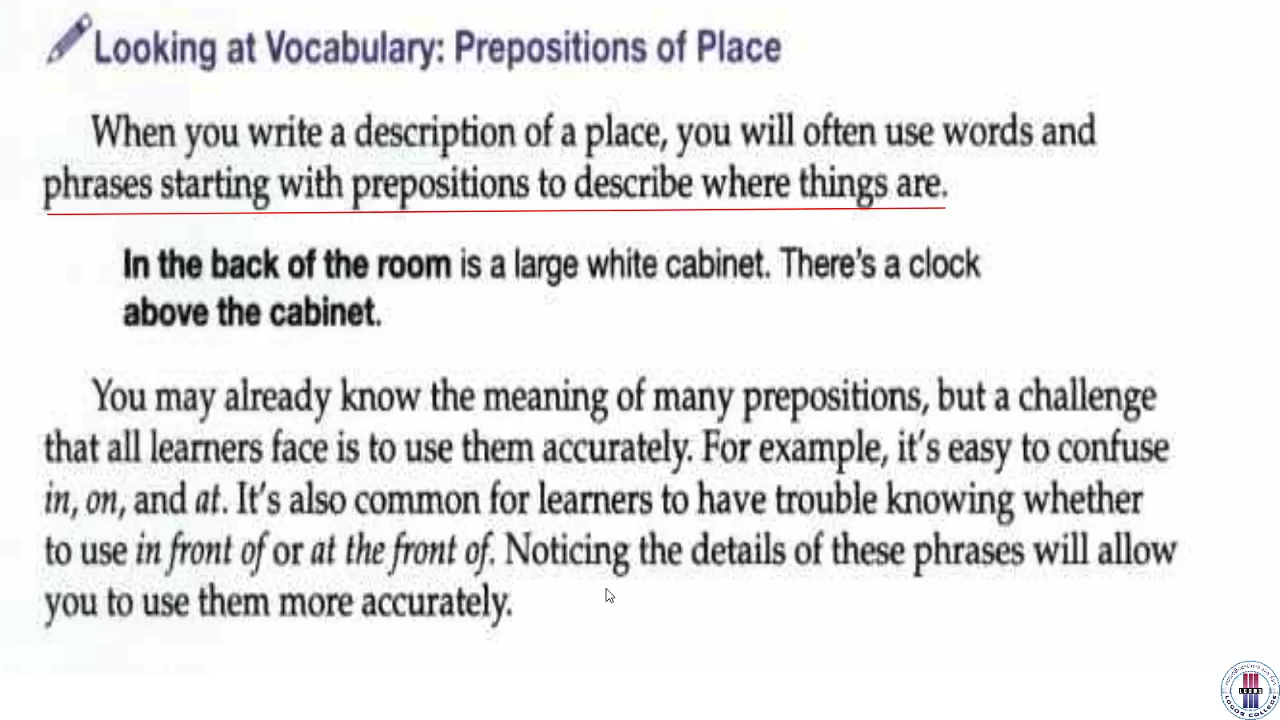 Looking at Vocabulary: Prepositions of Place
When you write a description of a place, you will often use words and
phrases starting with prepositions to describe where things are.
In the back of the room is a large white cabinet. There's a clock
above the cabinet.
You may already know the meaning of many prepositions, but a challenge
that all learners face is to use them accurately. For example, it's easy to confuse
in, on, and at. It's also common for learners to have trouble knowing whether
to use in front of or at the front of. Noticing the details of these phrases will allow
you to use them more accurately.
LOGOS
LOGOS COLLEGE